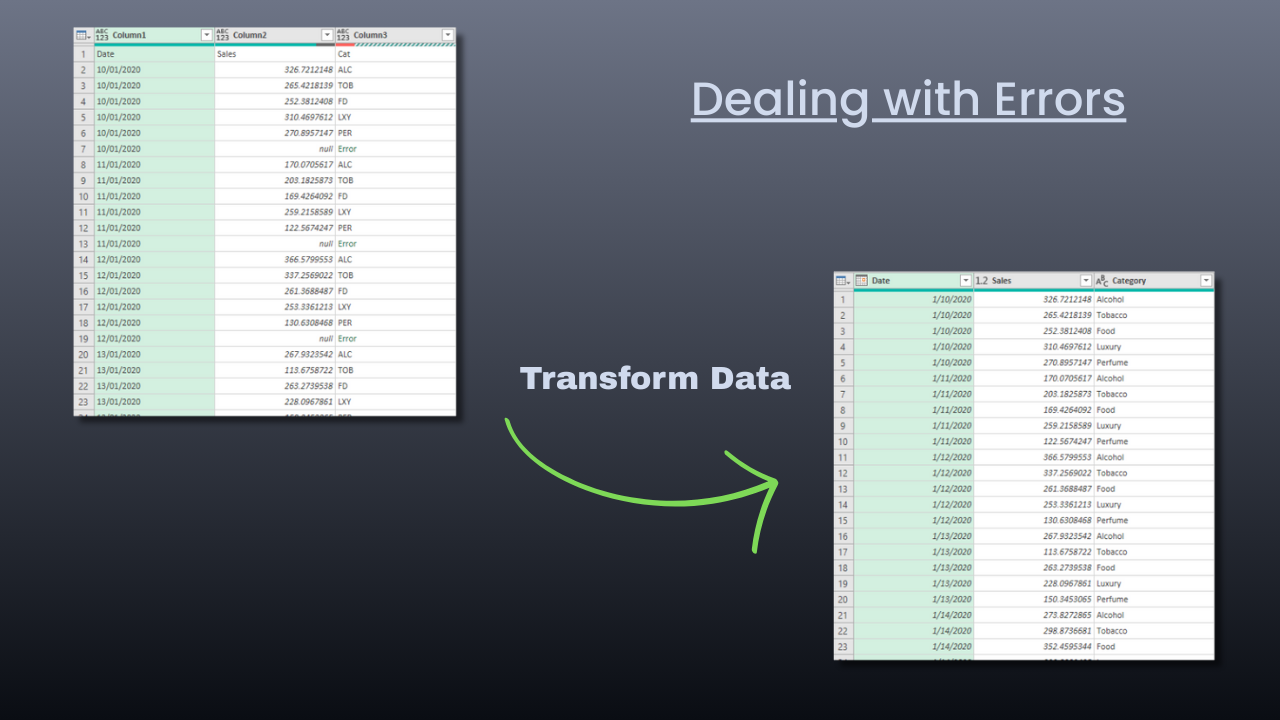 ABC 123 Column1 ABC 123 Column2 ABC 123 Column3
1 Date Sales Cat
2 10/01/2020 326.7212148 ALC
3 10/01/2020 265.4218139 TOB
4 10/01/2020 252.3812408 FD
5 10/01/2020 310.4697612 LXY
6 10/01/2020 270.8957147 PER
7 10/01/2020 null Error
8 11/01/2020 170.0705617 ALC
9 11/01/2020 203.1825873 TOB
10 11/01/2020 169.4264092 FD
11 11/01/2020 259.2158589 LXY
12 11/01/2020 122.5674247 PER
13 11/01/2020 null Error
14 12/01/2020 366.5799553 ALC
15 12/01/2020 337.2569022 TOB
16 12/01/2020 261.3688487 FD
17 12/01/2020 253.3361213 LXY
18 12/01/2020 130.6308468 PER
19 12/01/2020 null Error
20 13/01/2020 267.9323542 ALC
21 13/01/2020 113.6758722 TOB
22 13/01/2020 263.2739538 FD
23 13/01/2020 228.0967861 LXY
Dealing with Errors
Transform Data
Date 1.2 Sales ABC Category
1 1/10/2020 326.7212148 Alcohol
2 1/10/2020 265.4218139 Tobacco
3 1/10/2020 252.3812408 Food
4 1/10/2020 310.4697612 Luxury
5 1/10/2020 270.8957147 Perfume
6 1/11/2020 170.0705617 Alcohol
7 1/11/2020 203.1825873 Tobacco
8 1/11/2020 169.4264092 Food
9 1/11/2020 259.2158589 Luxury
10 1/11/2020 122.5674247 Perfume
11 1/12/2020 366.5799553 Alcohol
12 1/12/2020 337.2569022 Tobacco
13 1/12/2020 261.3688487 Food
14 1/12/2020 253.3361213 Luxury
15 1/12/2020 130.6308468 Perfume
16 1/13/2020 267.9323542 Alcohol
17 1/13/2020 113.6758722 Tobacco
18 1/13/2020 263.2739538 Food
19 1/13/2020 228.0967861 Luxury
20 1/13/2020 150.3453065 Perfume
21 1/14/2020 273.8272865 Alcohol
22 1/14/2020 298.8736681 Tobacco
23 1/14/2020 352.4595344 Food